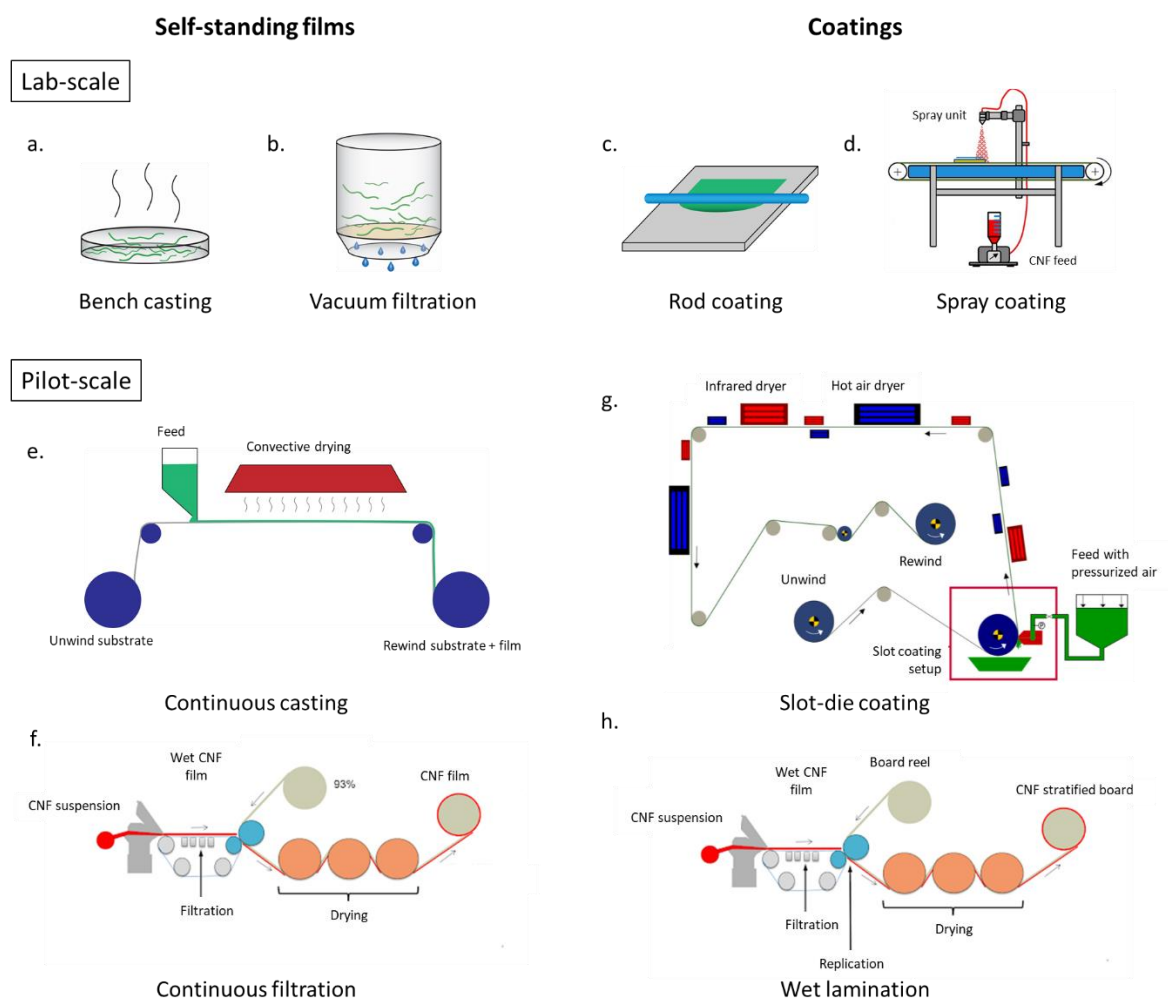 Self-standing films
Coatings
Lab-scale
a.
b.
c.
d.
Spray unit
CNF feed
Bench casting
Vacuum filtration
Rod coating
Spray coating
Pilot-scale
e.
Feed
Convective drying
Unwind substrate
Rewind substrate + film
Continuous casting
g.
Infrared dryer
Hot air dryer
Rewind
Unwind
Feed with
pressurized air
P
Slot coating
setup
Slot-die coating
f.
Wet CNF
film
93%
CNF film
CNF suspension
Filtration
Drying
Continuous filtration
h.
Wet CNF
film
Board reel
CNF stratified board
CNF suspension
Filtration
Drying
Replication
Wet lamination